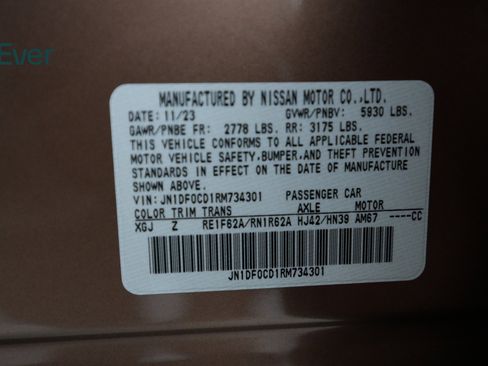 Ever
MANUFACTURED BY NISSAN MOTOR CO.,LTD.
DATE: 11/23 GVWR/PNBV: 5930 LBS.
GAWR/PNBE FR: 2778 LBS. RR: 3175 LBS.
THIS VEHICLE CONFORMS TO ALL APPLICABLE FEDERAL
MOTOR VEHICLE SAFETY,BUMPER,AND THEFT PREVENTION
STANDARDS IN EFFECT ON THE DATE OF MANUFACTURE
SHOWN ABOVE.
VIN: JN1DF0CD1RM734301 PASSENGER CAR
COLOR TRIM TRANS AXLE MOTOR
XGJ Z RE1F62A/RN1R62A HJ42/HN39 AM67 ----CC
JN1DF0CD1RM734301